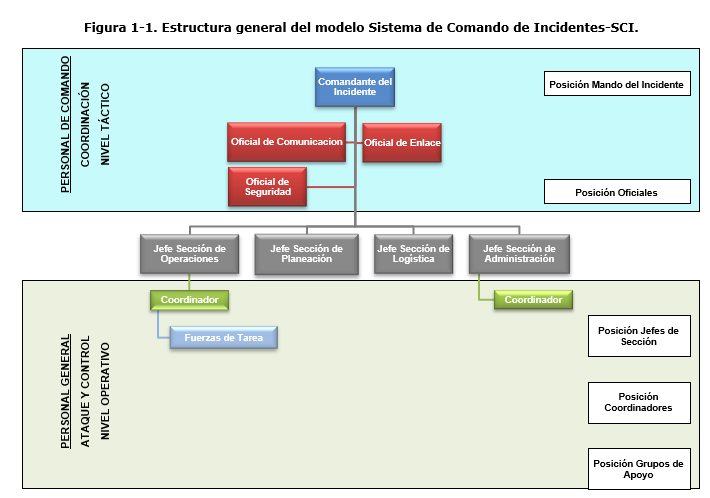 Figura 1-1. Estructura general del modelo Sistema de Comando de Incidentes-SCI.
PERSONAL DE COMANDO
COORDINACIÓN
NIVEL TÁCTICO
Comandante del
Incidente
Posición Mando del Incidente
Oficial de Comunicacion
Oficial de Enlace
Oficial de
Seguridad
Posición Oficiales
Jefe Sección de
Operaciones
Jefe Sección de
Planeación
Jefe Sección de
Logística
Jefe Sección de
Administración
PERSONAL GENERAL
ATAQUE Y CONTROL
NIVEL OPERATIVO
Coordinador
Coordinador
Fuerzas de Tarea
Posición Jefes de
Sección
Posición
Coordinadores
Posición Grupos de
Apoyo